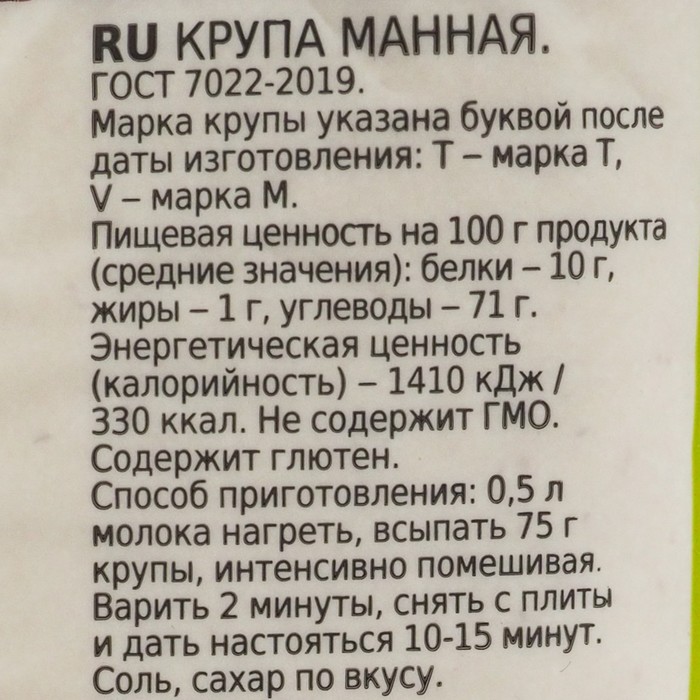 RU КРУПА МАННАЯ.
ГОСТ 7022-2019.
Марка крупы указана буквой после
даты изготовления: Т – марка Т,
V – марка М.
Пищевая ценность на 100 г продукта
(средние значения): белки – 10 г,
жиры – 1 г, углеводы – 71 г.
Энергетическая ценность
(калорийность) – 1410 кДж /
330 ккал. Не содержит ГМО.
Содержит глютен.
Способ приготовления: 0,5 л
молока нагреть, всыпать 75 г
крупы, интенсивно помешивая.
Варить 2 минуты, снять с плиты
и дать настояться 10-15 минут.
Соль, сахар по вкусу.